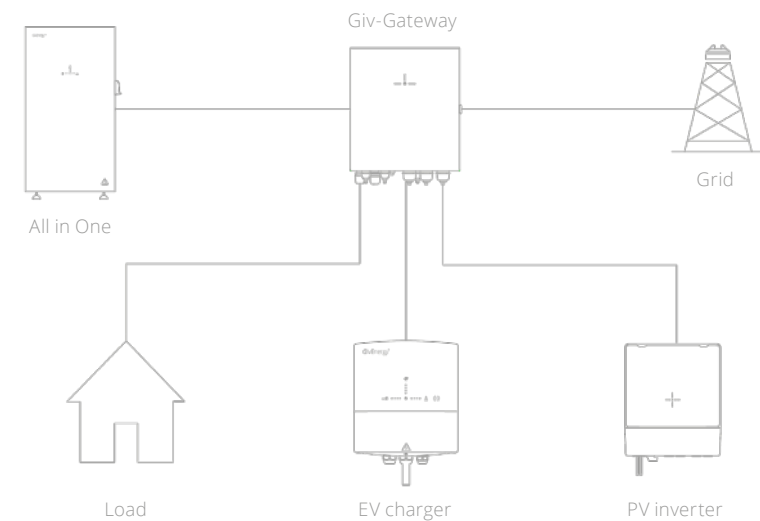 Giv-Gateway
Grid
All in One
Load
EV charger
PV inverter